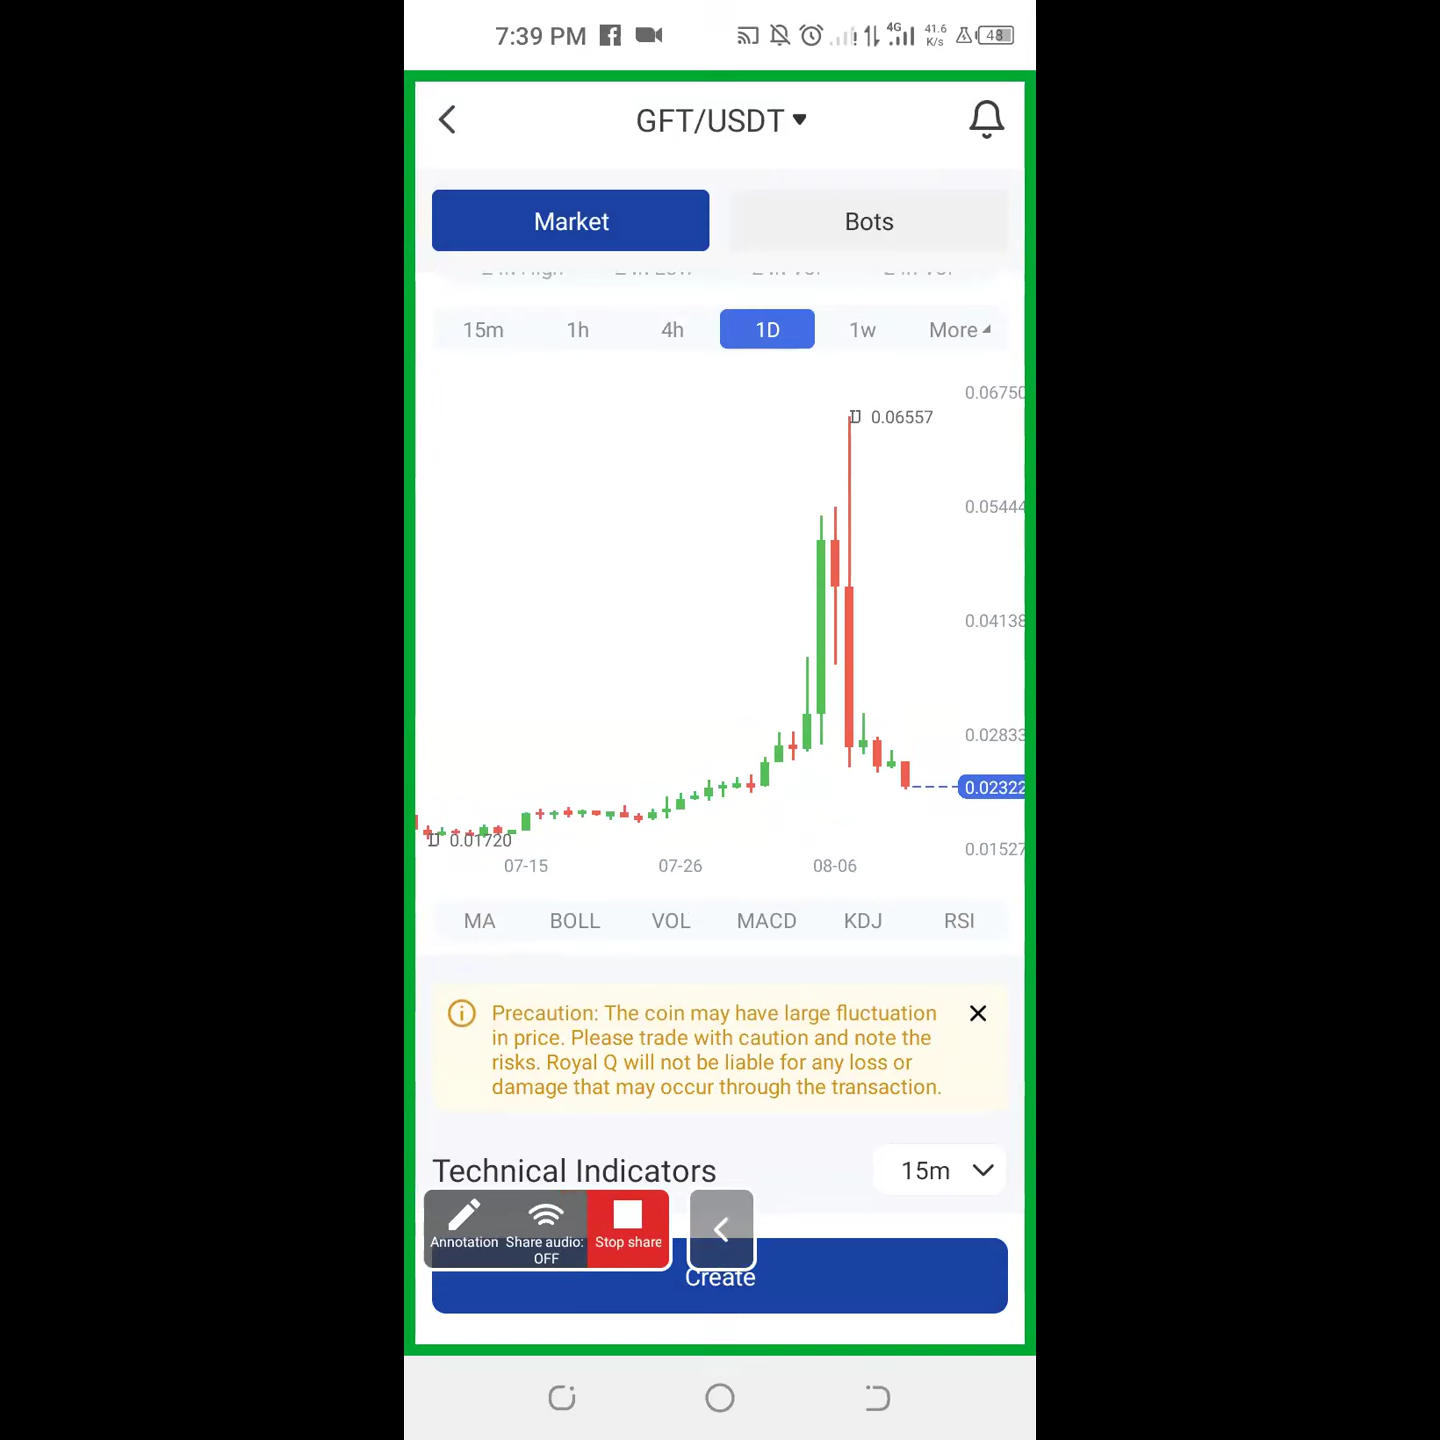 7:39 PM 4G 41.6 K/s 48
GFT/USDT
Market Bots
15m 1h 4h 1D 1w More
0.06750
0.06557
0.05444
0.04138
0.02833
0.02322
0.01720
0.01527
07-15 07-26 08-06
MA BOLL VOL MACD KDJ RSI
Precaution: The coin may have large fluctuation
in price. Please trade with caution and note the
risks. Royal Q will not be liable for any loss or
damage that may occur through the transaction.
Technical Indicators 15m
Annotation Share audio: OFF Stop share
Create